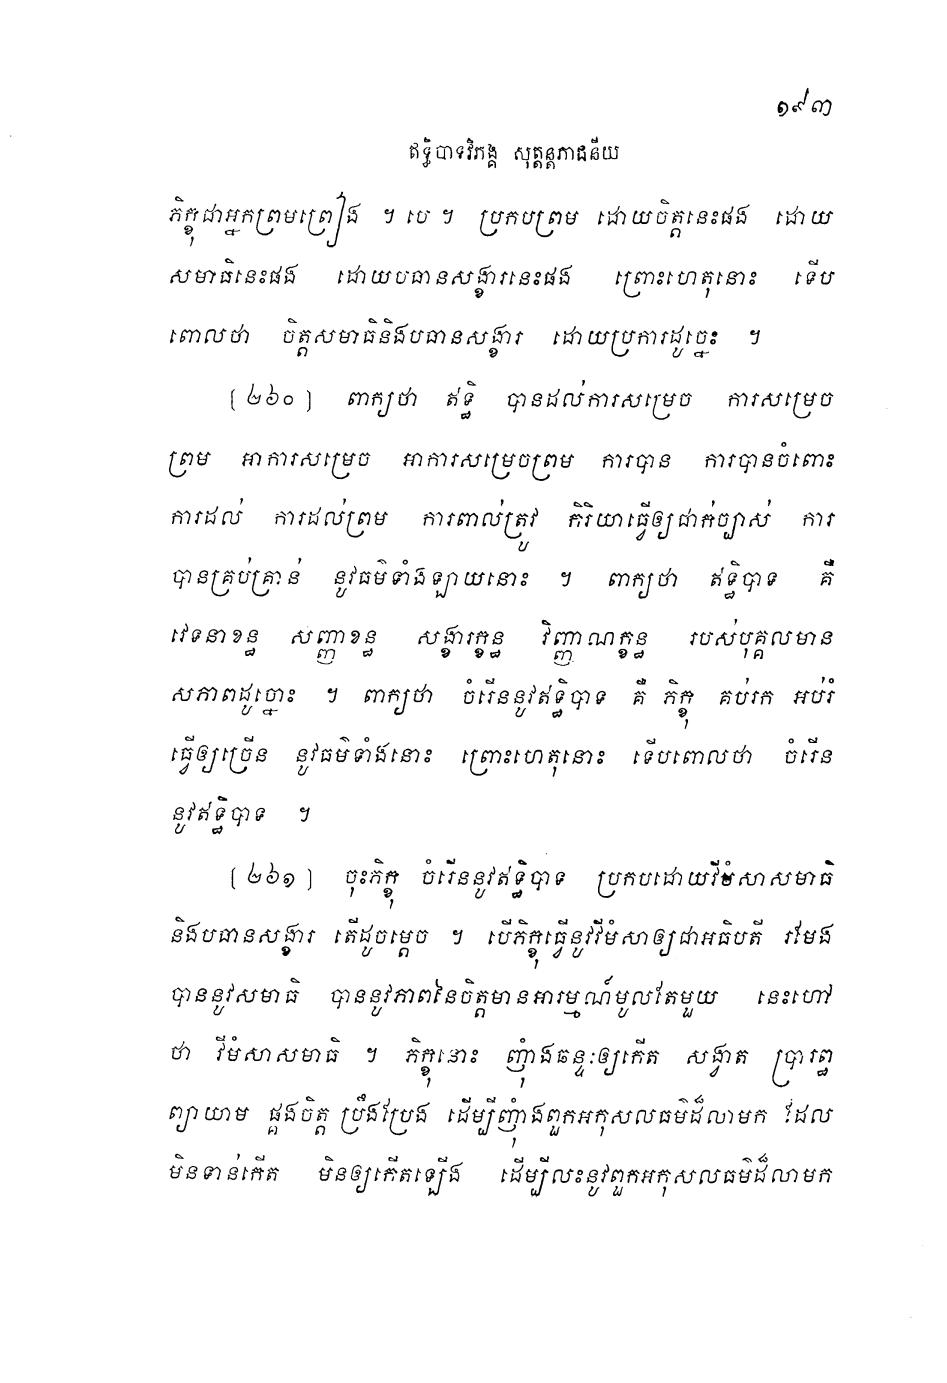 ១៩៣
ឥទ្ធិបាទវិភង្គ សុត្តន្តភាជនីយ
ភិក្ខុជាអ្នកព្រមព្រៀង ។ បេ ។ ប្រកបព្រម ដោយចិត្តនេះផង ដោយ
សមាធិនេះផង ដោយបធានសង្ខារនេះផង ព្រោះហេតុនោះ ទើប
ពោលថា ចិត្តសមាធិនិងបធានសង្ខារ ដោយប្រការដូច្នេះ ។
[២៦០] ពាក្យថា ឥទ្ធិ បានដល់ការសម្រេច ការសម្រេច
ព្រម អាការសម្រេច អាការសម្រេចព្រម ការបាន ការបានចំពោះ
ការដល់ ការដល់ព្រម ការពាល់ត្រូវ កិរិយាធ្វើឲ្យជាក់ច្បាស់ ការ
បានគ្រប់គ្រាន់ នូវធម៌ទាំងឡាយនោះ ។ ពាក្យថា ឥទ្ធិបាទ គឺ
វេទនាខន្ធ សញ្ញាខន្ធ សង្ខារក្ខន្ធ វិញ្ញាណក្ខន្ធ របស់បុគ្គលមាន
សភាពដូច្នោះ ។ ពាក្យថា ចំរើននូវឥទ្ធិបាទ គឺ ភិក្ខុ គប់រក អប់រំ
ធ្វើឲ្យច្រើន នូវធម៌ទាំងនោះ ព្រោះហេតុនោះ ទើបពោលថា ចំរើន
នូវឥទ្ធិបាទ ។
[២៦១] ចុះភិក្ខុ ចំរើននូវឥទ្ធិបាទ ប្រកបដោយវីមំសាសមាធិ
និងបធានសង្ខារ តើដូចម្តេច ។ បើភិក្ខុធ្វើនូវវីមំសាឲ្យជាអធិបតី រមែង
បាននូវសមាធិ បាននូវភាពនៃចិត្តមានអារម្មណ៍មូលតែមួយ នេះហៅ
ថា វីមំសាសមាធិ ។ ភិក្ខុនោះ ញុំាងឆន្ទៈឲ្យកើត សង្វាត ប្រារព្ធ
ព្យាយាម ផ្គងចិត្ត ប្រឹងប្រែង ដើម្បីញុំាងពួកអកុសលធម៌ដ៏លាមក ដែល
មិនទាន់កើត មិនឲ្យកើតឡើង ដើម្បីលះនូវពួកអកុសលធម៌ដ៏លាមក